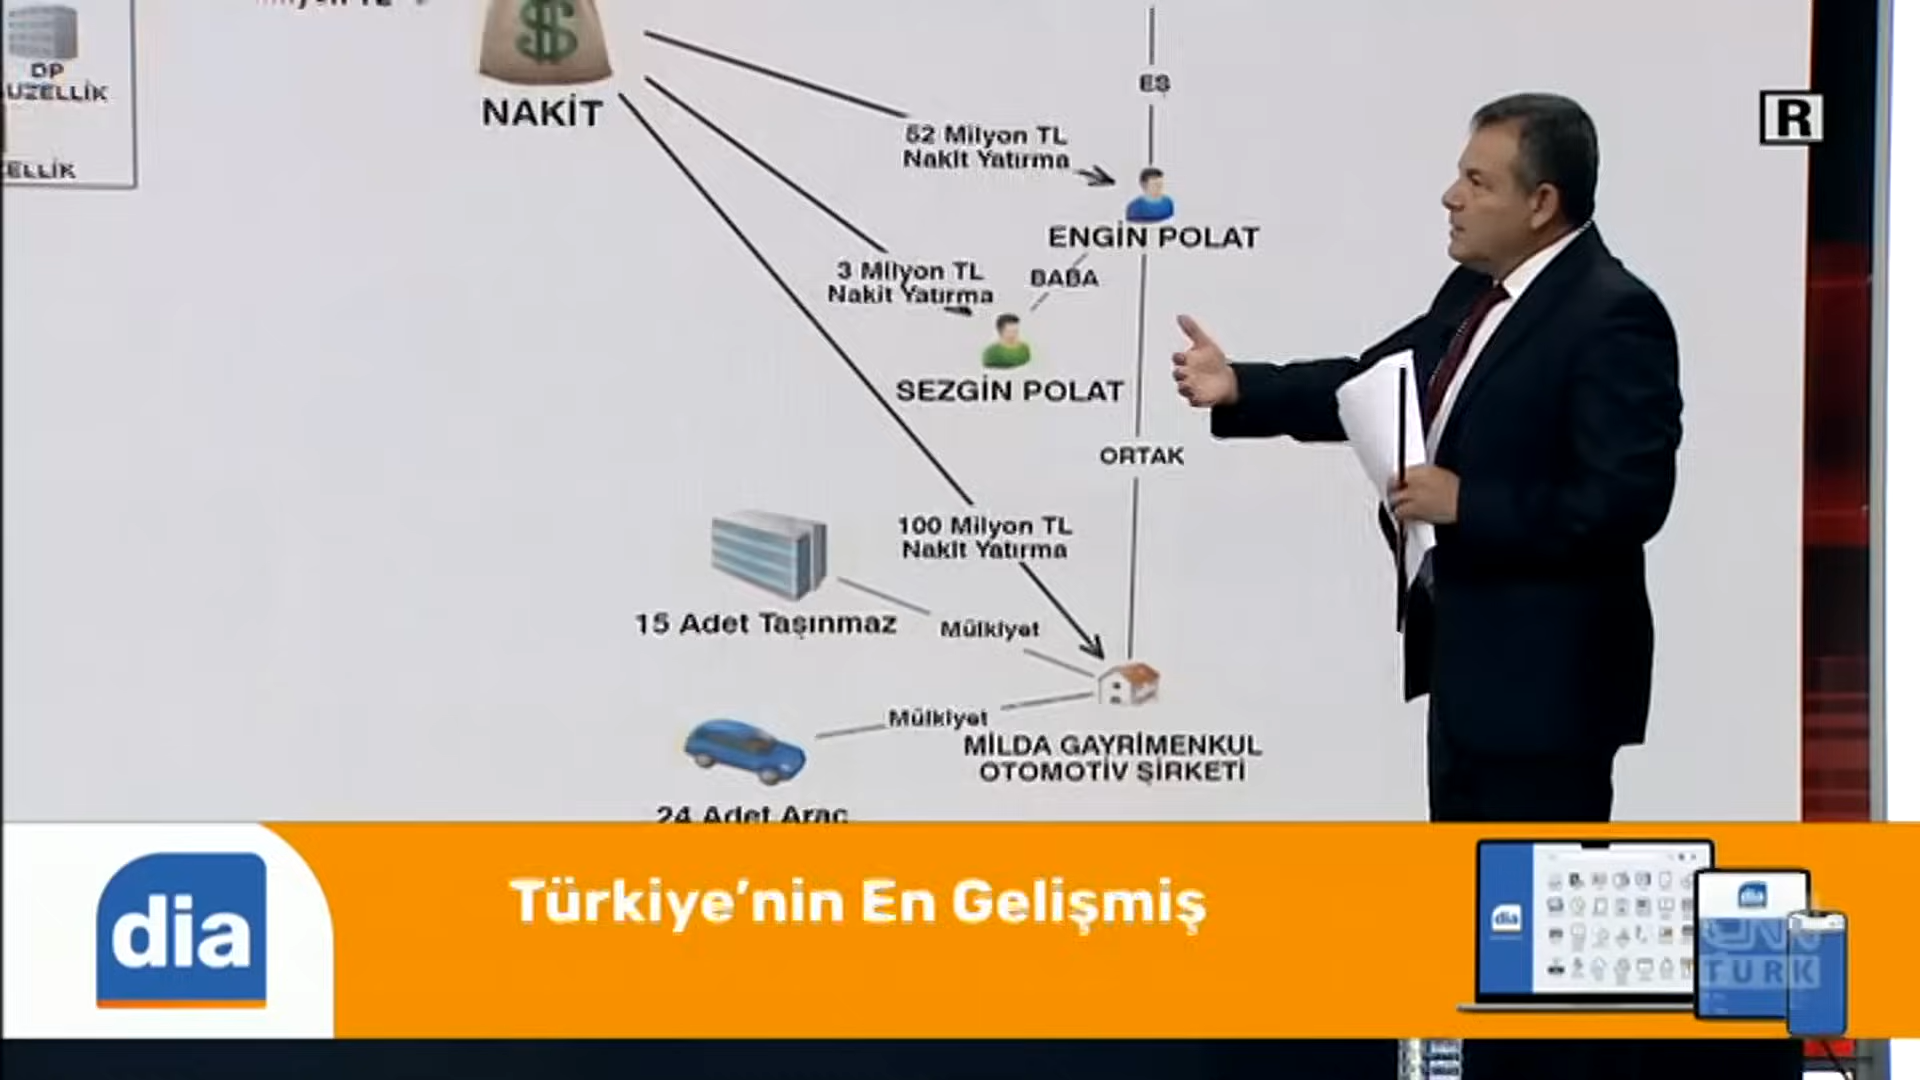 DP
UZELLİK
ELLİK
NAKİT
EŞ
52 Milyon TL
Nakit Yatırma
ENGİN POLAT
BABA
3 Milyon TL
Nakit Yatırma
SEZGİN POLAT
ORTAK
100 Milyon TL
Nakit Yatırma
15 Adet Taşınmaz
Mülkiyet
Mülkiyet
MİLDA GAYRİMENKUL
OTOMOTİV ŞİRKETİ
24 Adet Araç
R
dia
Türkiye’nin En Gelişmiş
dia
CNN
TURK